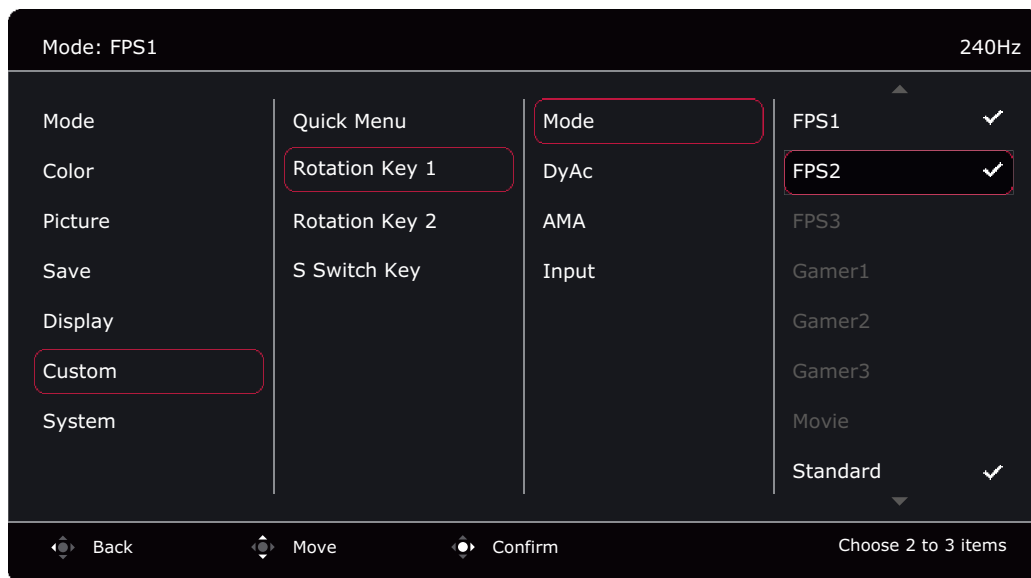 Mode: FPS1 240Hz
Mode Quick Menu Mode FPS1
Color Rotation Key 1 DyAc FPS2
Picture Rotation Key 2 AMA FPS3
Save S Switch Key Input Gamer1
Display Gamer2
Custom Gamer3
System Movie
Standard
Back Move Confirm Choose 2 to 3 items